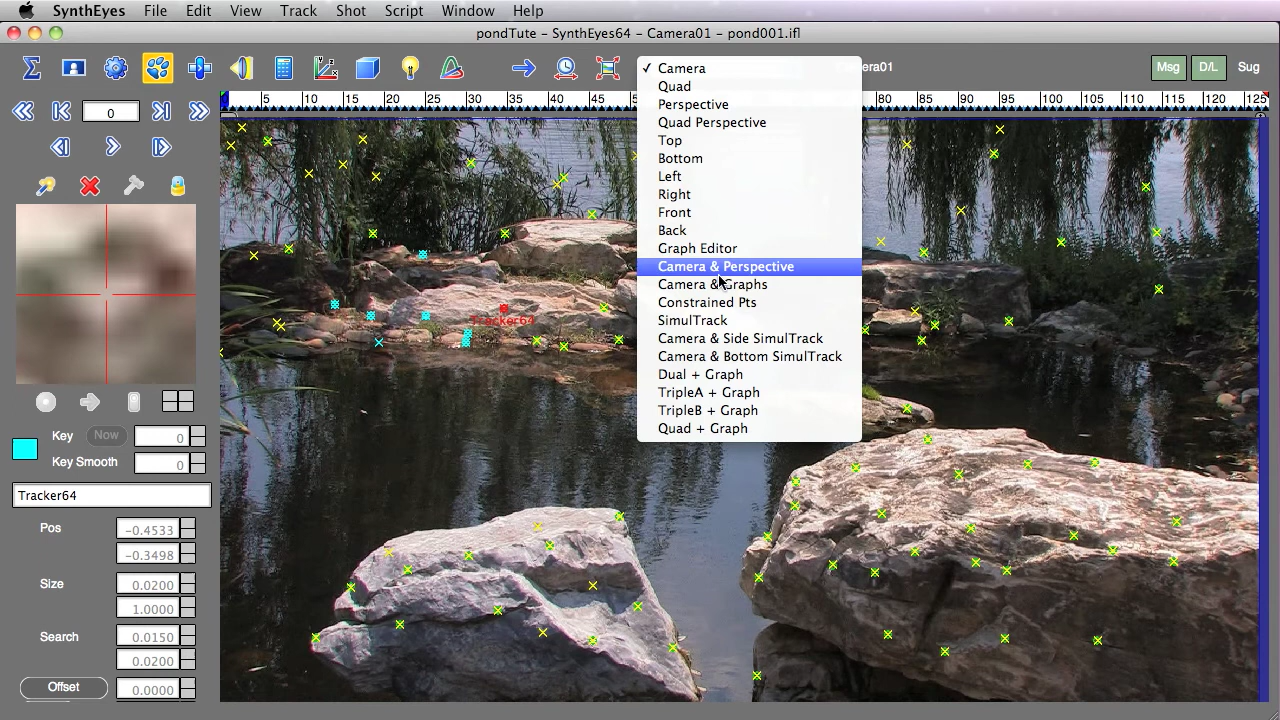 SynthEyes File Edit View Track Shot Script Window Help
pondTute - SynthEyes64 - Camera01 - pond001.ifl
Msg D/L Sug
0
5 10 15 20 25 30 35 40 45 80 85 90 95 100 105 110 115 120 125
✓ Camera
Quad
Perspective
Quad Perspective
Top
Bottom
Left
Right
Front
Back
Graph Editor
Camera & Perspective
Camera & Graphs
Constrained Pts
SimulTrack
Camera & Side SimulTrack
Camera & Bottom SimulTrack
Dual + Graph
TripleA + Graph
TripleB + Graph
Quad + Graph
Tracker64
Key Now 0
Key Smooth 0
Tracker64
Pos -0.4533
-0.3498
Size 0.0200
1.0000
Search 0.0150
0.0200
Offset 0.0000